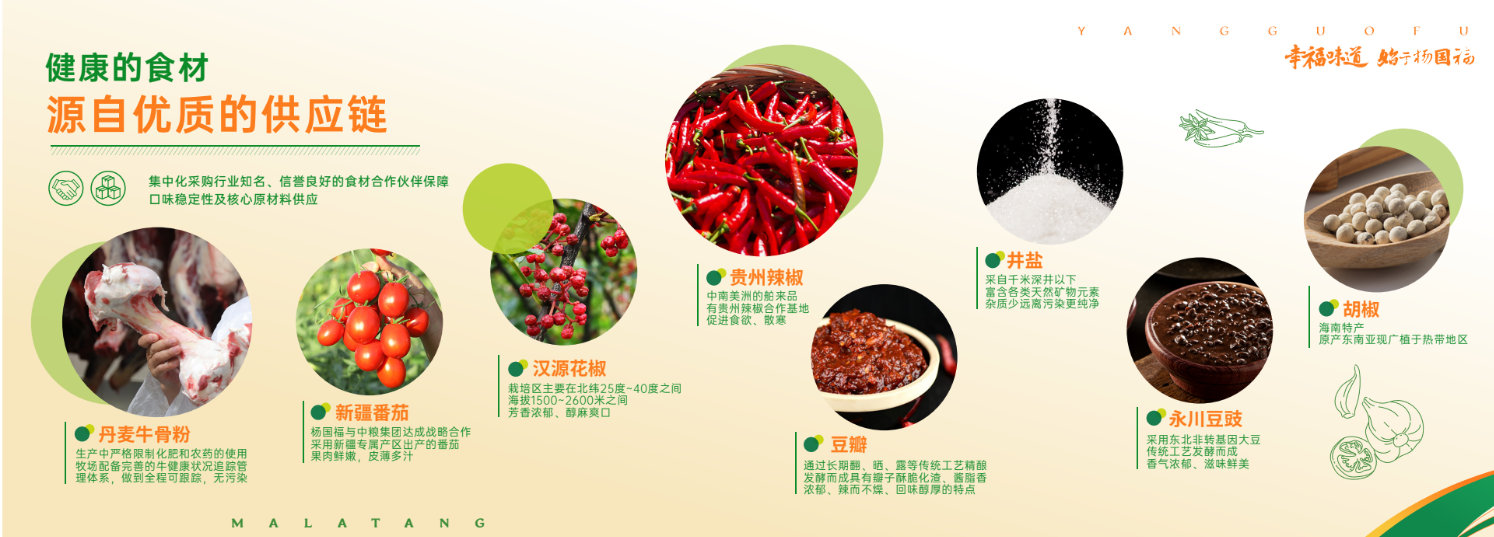 YANGGUOFU
幸福味道 始于杨国福
健康的食材
源自优质的供应链
集中化采购行业知名、信誉良好的食材合作伙伴保障
口味稳定性及核心原材料供应
丹麦牛骨粉
生产中严格限制化肥和农药的使用
牧场配备完善的牛健康状况追踪管
理体系，做到全程可跟踪，无污染
新疆番茄
杨国福与中粮集团达成战略合作
采用新疆专属产区出产的番茄
果肉鲜嫩，皮薄多汁
汉源花椒
栽培区主要在北纬25度~40度之间
海拔1500~2600米之间
芳香浓郁、醇麻爽口
贵州辣椒
中南美洲的舶来品
有贵州辣椒合作基地
促进食欲、散寒
豆瓣
通过长期翻、晒、露等传统工艺精酿
发酵而成具有瓣子酥脆化渣、酱脂香
浓郁、辣而不燥、回味醇厚的特点
井盐
采自千米深井以下
富含各类天然矿物元素
杂质少远离污染更纯净
永川豆豉
采用东北非转基因大豆
传统工艺发酵而成
香气浓郁、滋味鲜美
胡椒
海南特产
原产东南亚现广植于热带地区
MALATANG